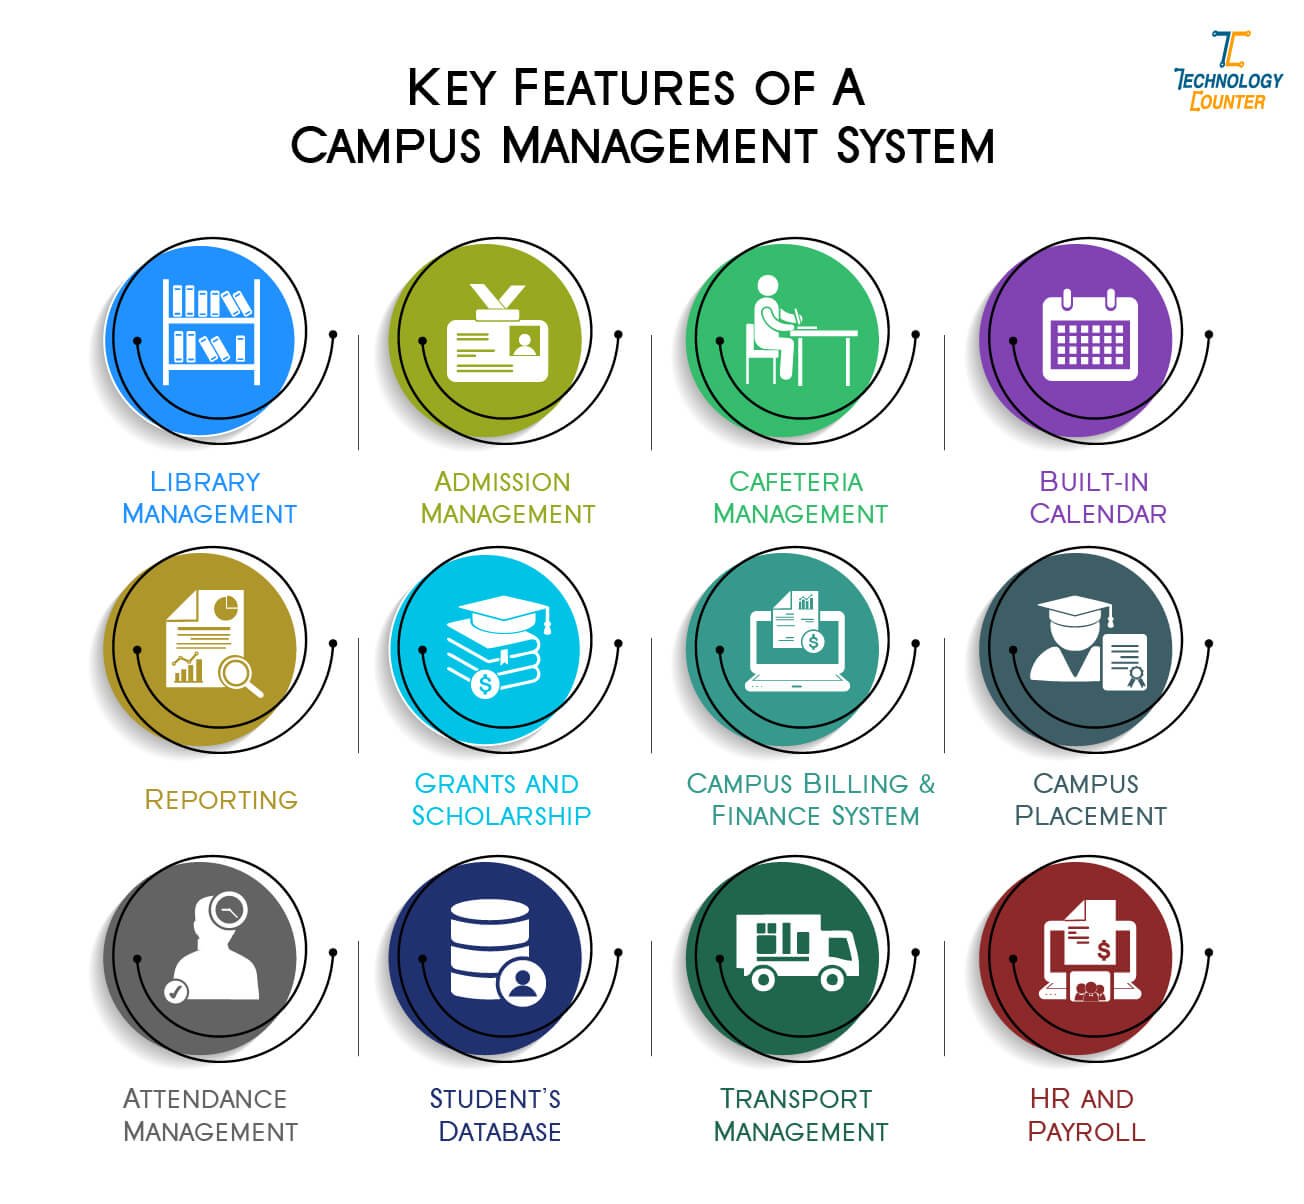 KEY FEATURES OF A
CAMPUS MANAGEMENT SYSTEM
TECHNOLOGY
COUNTER
LIBRARY
MANAGEMENT
ADMISSION
MANAGEMENT
CAFETERIA
MANAGEMENT
BUILT-IN
CALENDAR
REPORTING
GRANTS AND
SCHOLARSHIP
CAMPUS BILLING &
FINANCE SYSTEM
CAMPUS
PLACEMENT
ATTENDANCE
MANAGEMENT
STUDENT'S
DATABASE
TRANSPORT
MANAGEMENT
HR AND
PAYROLL